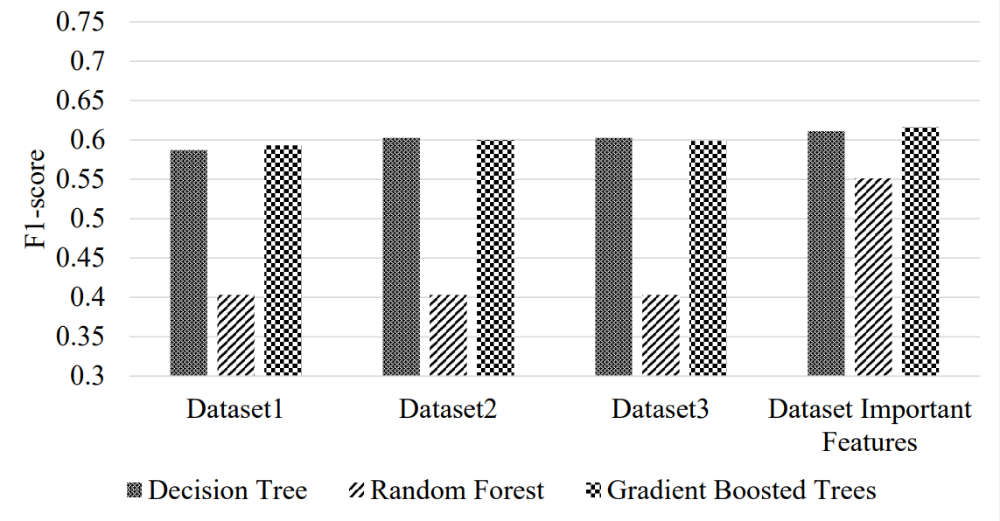 0.75
0.7
0.65
0.6
0.55
0.5
0.45
0.4
0.35
0.3
F1-score
Dataset1 Dataset2 Dataset3 Dataset Important
Features
Decision Tree Random Forest Gradient Boosted Trees